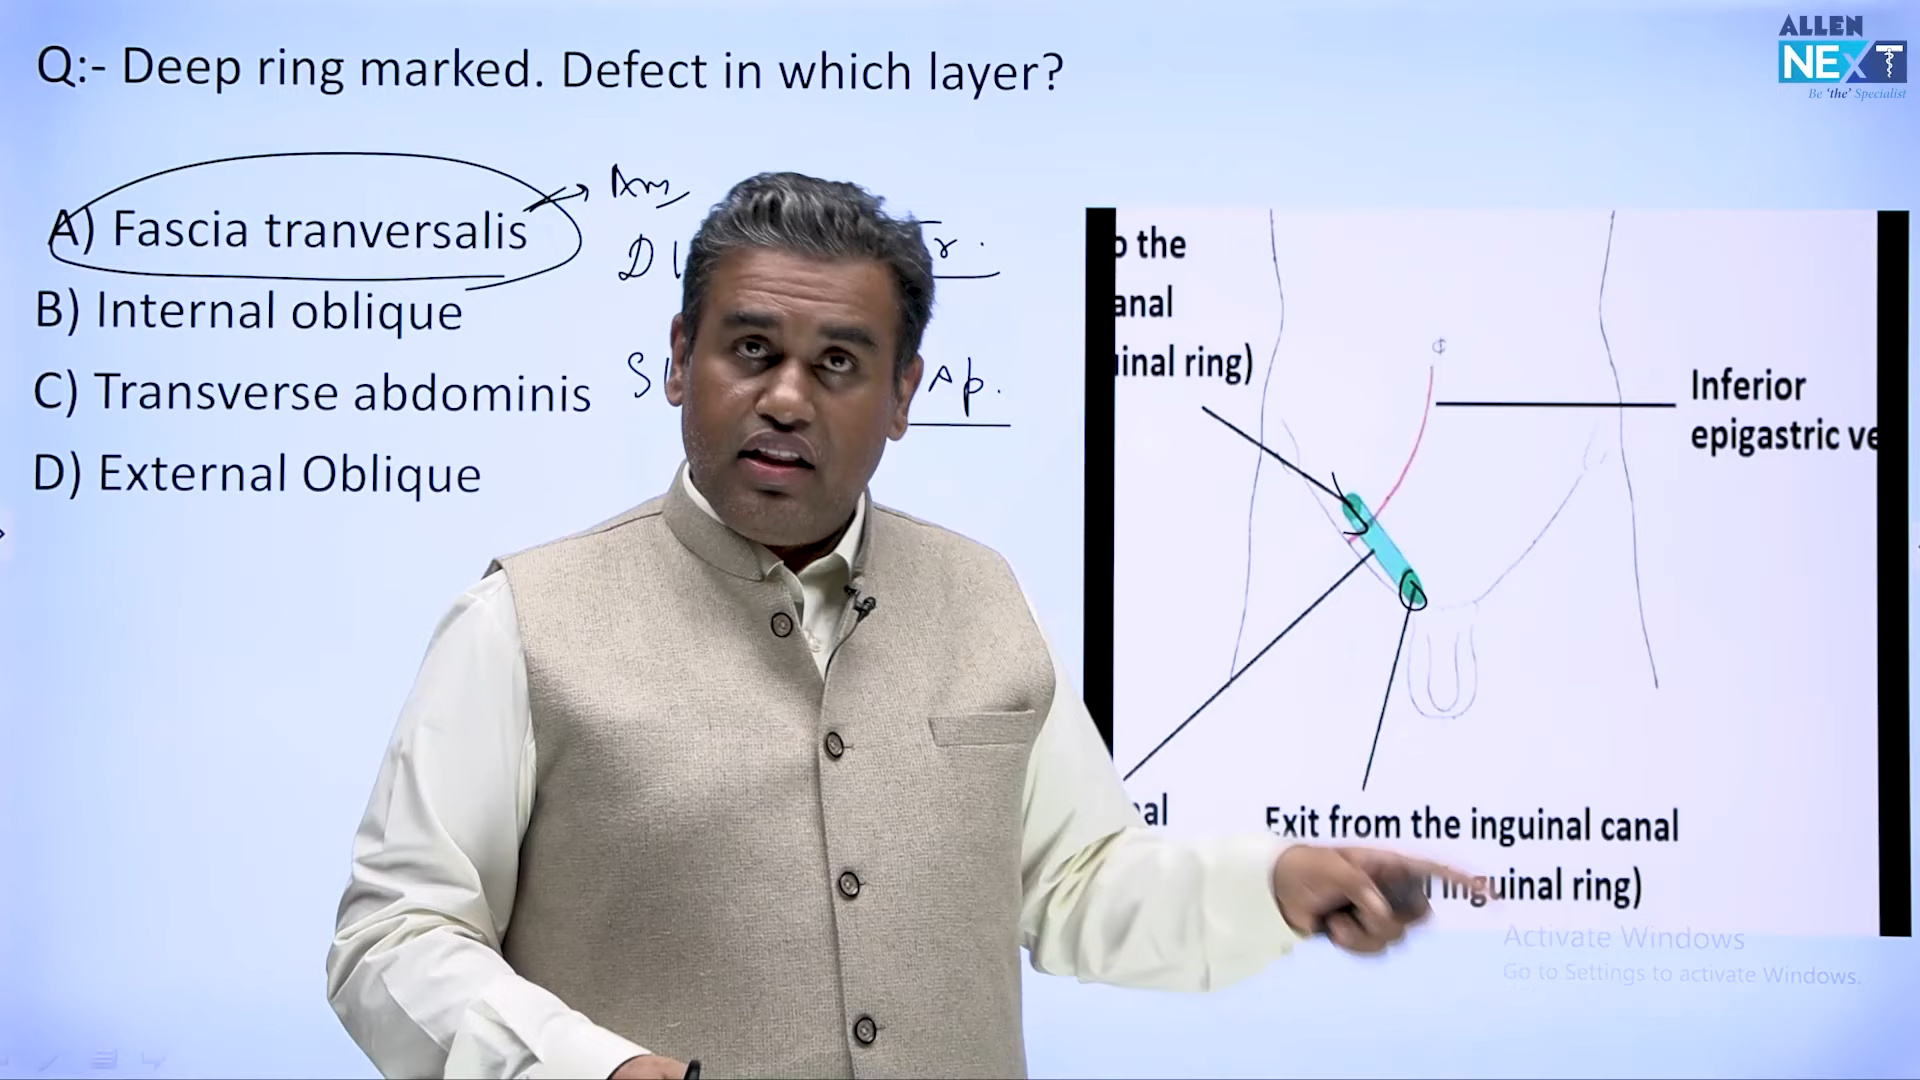 Q:- Deep ring marked. Defect in which layer?
ALLEN
NEXT
Be 'the' Specialist
A) Fascia tranversalis
Ans
B) Internal oblique
C) Transverse abdominis
Ap.
D) External Oblique
o the
anal
inal ring)
Inferior
epigastric ve
al
Exit from the inguinal canal
inguinal ring)
Activate Windows
Go to Settings to activate Windows.